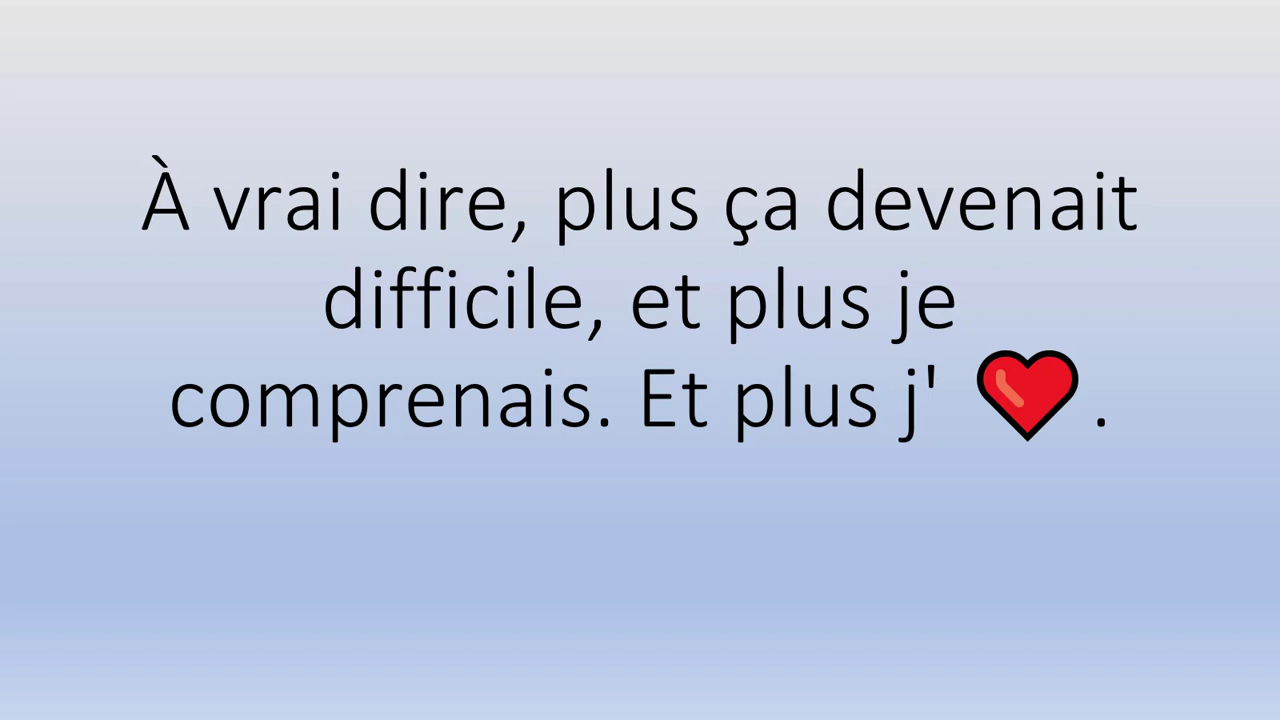 À vrai dire, plus ça devenait
difficile, et plus je
comprenais. Et plus j' ❤️.